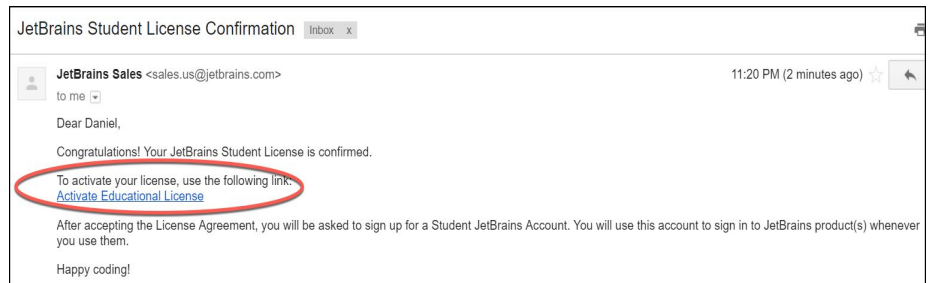 JetBrains Student License Confirmation Inbox x
JetBrains Sales <sales.us@jetbrains.com> 11:20 PM (2 minutes ago)
to me
Dear Daniel,
Congratulations! Your JetBrains Student License is confirmed.
To activate your license, use the following link:
Activate Educational License
After accepting the License Agreement, you will be asked to sign up for a Student JetBrains Account. You will use this account to sign in to JetBrains product(s) whenever
you use them.
Happy coding!